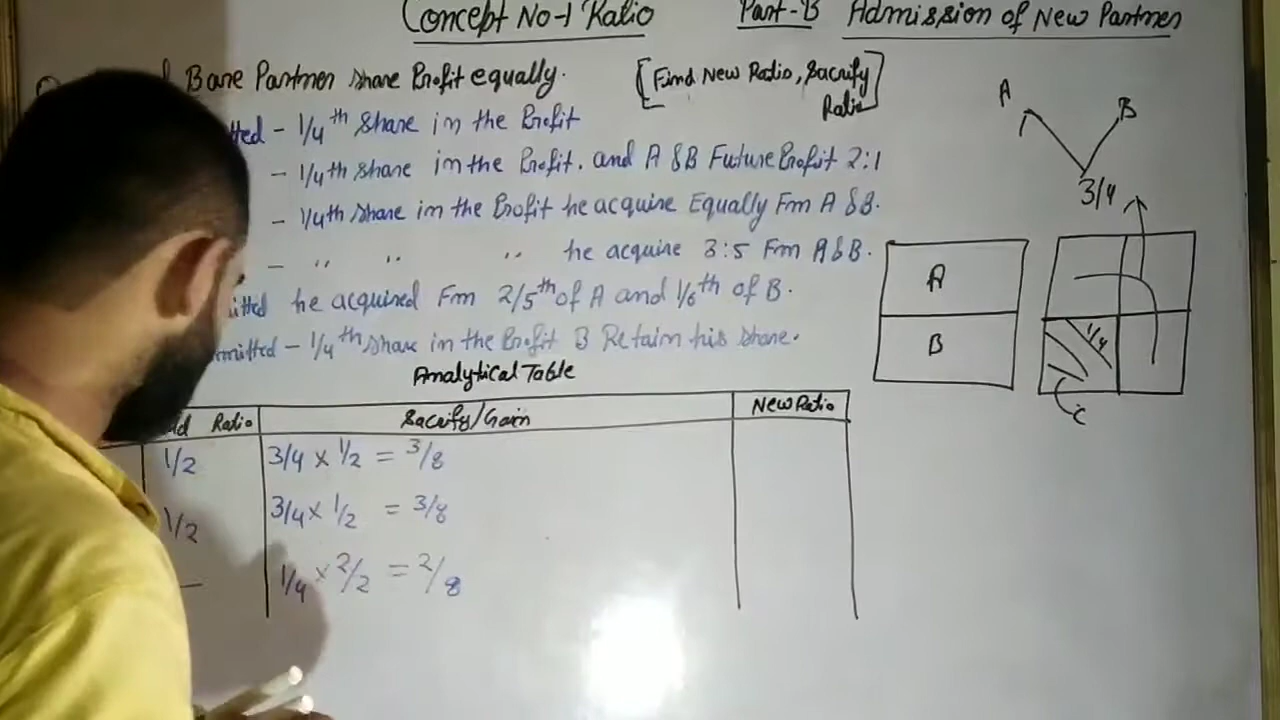 Concept No-1 Ratio Part-B Admission of New Partner
B are Partner share Profit equally. [Find New Ratio, Sacrify Ratio]
tted - 1/4th share in the Profit
- 1/4th share in the Profit. and A & B Future Profit 2:1
- 1/4th share in the Profit he acquire Equally Fm A & B.
- '' '' '' he acquire 3:5 Fm A & B.
itted he acquired Fm 2/5th of A and 1/6th of B.
mitted - 1/4th share in the Profit B Retain his share.
Analytical Table
ld Ratio Sacrify/Gain New Ratio
1/2 3/4 × 1/2 = 3/8
1/2 3/4 × 1/2 = 3/8
— 1/4 × 2/2 = 2/8
A B
3/4
A
B
1/4
C